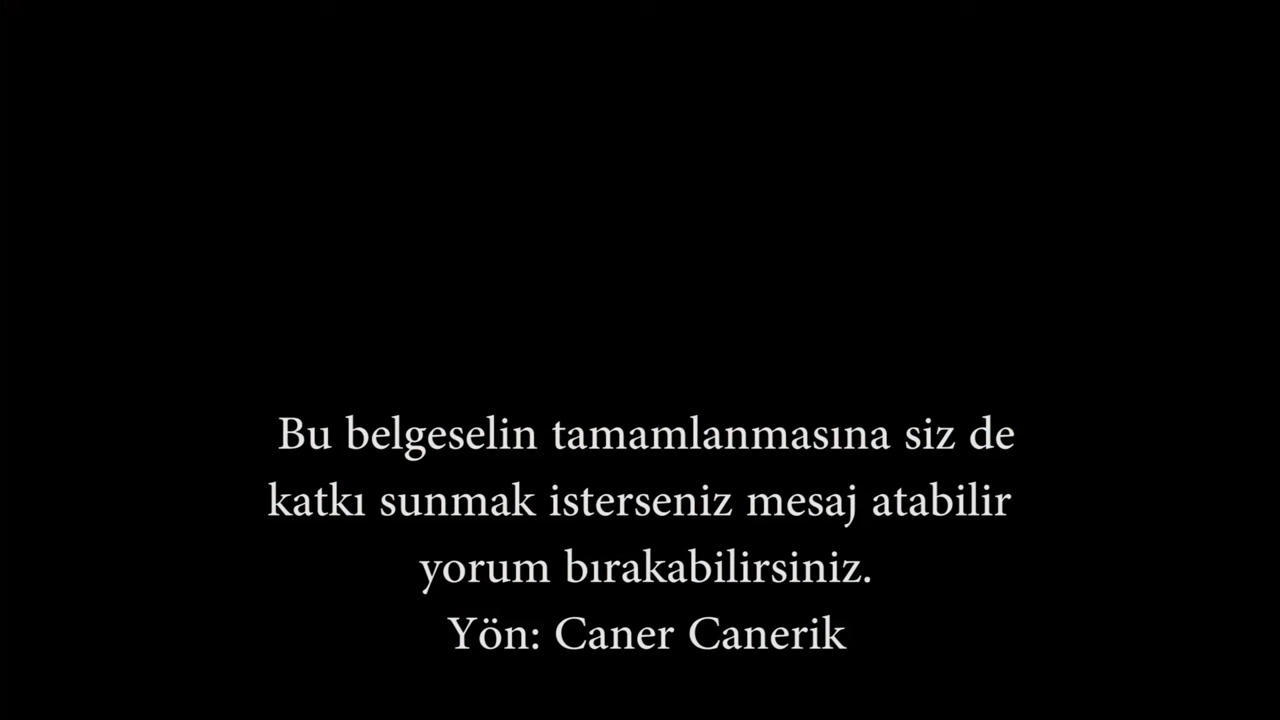 Bu belgeselin tamamlanmasına siz de
katkı sunmak isterseniz mesaj atabilir
yorum bırakabilirsiniz.
Yön: Caner Canerik